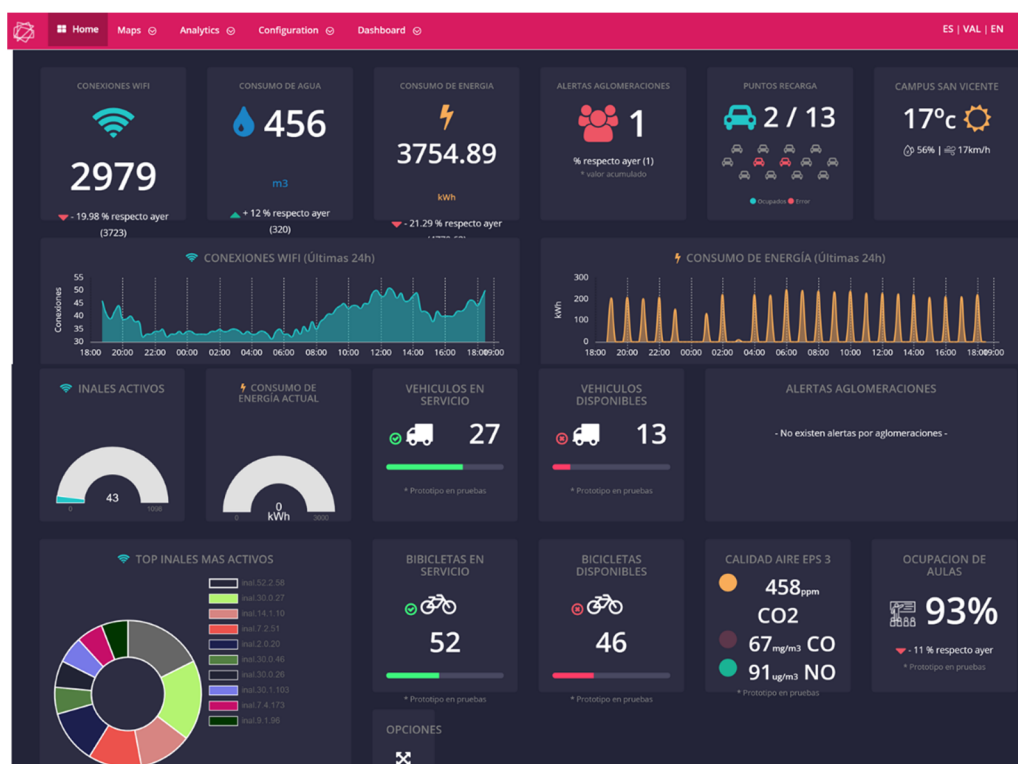 Home
Maps
Analytics
Configuration
Dashboard
ES | VAL | EN
CONEXIONES WIFI
2979
- 19.98 % respecto ayer
(3723)
CONSUMO DE AGUA
456
m3
+ 12 % respecto ayer
(320)
CONSUMO DE ENERGIA
3754.89
kWh
- 21.29 % respecto ayer
ALERTAS AGLOMERACIONES
1
% respecto ayer (1)
* valor acumulado
PUNTOS RECARGA
2 / 13
Ocupados Error
CAMPUS SAN VICENTE
17ºc
56% | 17km/h
CONEXIONES WIFI (Últimas 24h)
Conexiones
55
50
45
40
35
30
18:00 20:00 22:00 00:00 02:00 04:00 06:00 08:00 10:00 12:00 14:00 16:00 18:00
CONSUMO DE ENERGÍA (Últimas 24h)
kWh
300
200
100
0
18:00 20:00 22:00 00:00 02:00 04:00 06:00 08:00 10:00 12:00 14:00 16:00 18:00
INALES ACTIVOS
43
0 1098
CONSUMO DE
ENERGÍA ACTUAL
0
kWh
0 3000
VEHICULOS EN
SERVICIO
27
* Prototipo en pruebas
VEHICULOS
DISPONIBLES
13
* Prototipo en pruebas
ALERTAS AGLOMERACIONES
- No existen alertas por aglomeraciones -
TOP INALES MAS ACTIVOS
inal.52.2.58
inal.30.0.27
inal.14.1.10
inal.7.2.51
inal.2.0.20
inal.30.0.46
inal.30.0.26
inal.30.1.103
inal.7.4.173
inal.9.1.96
BIBICLETAS EN
SERVICIO
52
* Prototipo en pruebas
BICICLETAS
DISPONIBLES
46
* Prototipo en pruebas
CALIDAD AIRE EPS 3
458ppm
CO2
67mg/m3 CO
91ug/m3 NO
* Prototipo en pruebas
OCUPACION DE
AULAS
93%
- 11 % respecto ayer
* Prototipo en pruebas
OPCIONES